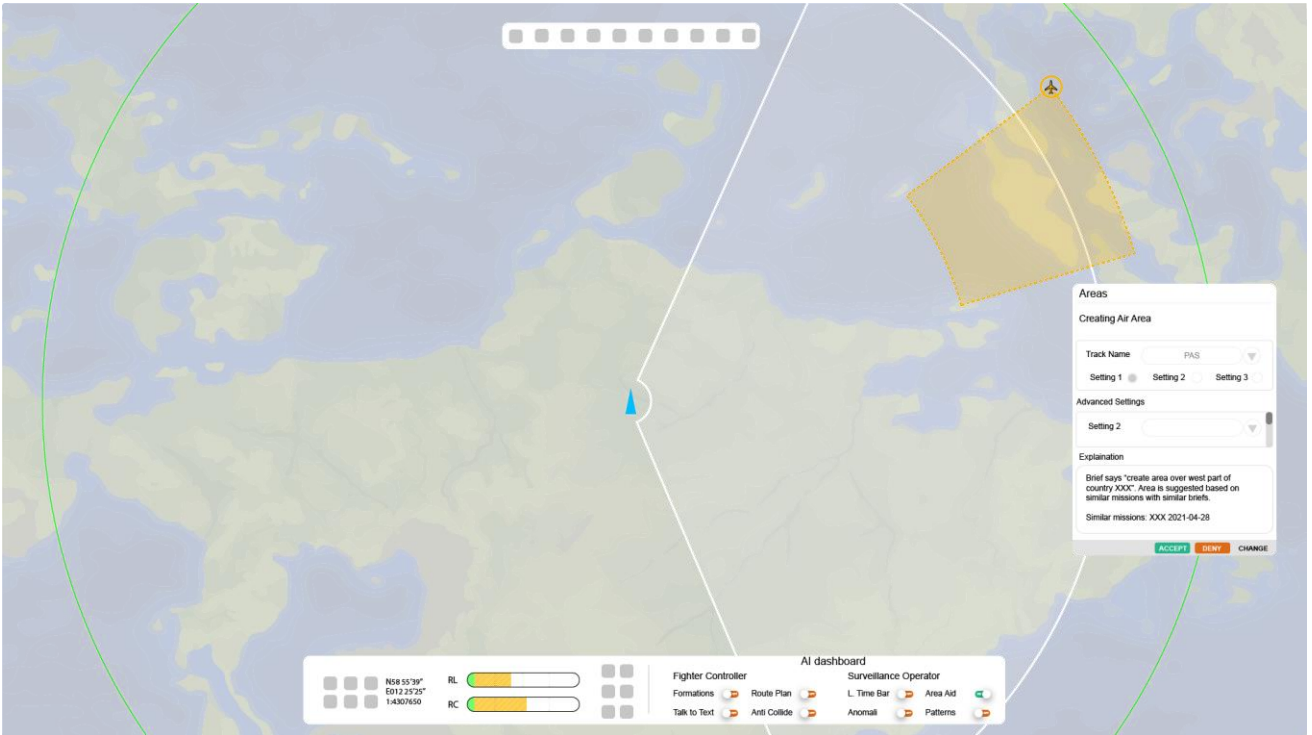 Areas
Creating Air Area
Track Name PAS
Setting 1 Setting 2 Setting 3
Advanced Settings
Setting 2
Explaination
Brief says "create area over west part of
country XXX". Area is suggested based on
similar missions with similar briefs.
Similar missions: XXX 2021-04-28
ACCEPT DENY CHANGE
N58 55'39"
E012 25'25"
1:4307650
RL
RC
AI dashboard
Fighter Controller
Formations Route Plan
Talk to Text Anti Collide
Surveillance Operator
L. Time Bar Area Aid
Anomali Patterns